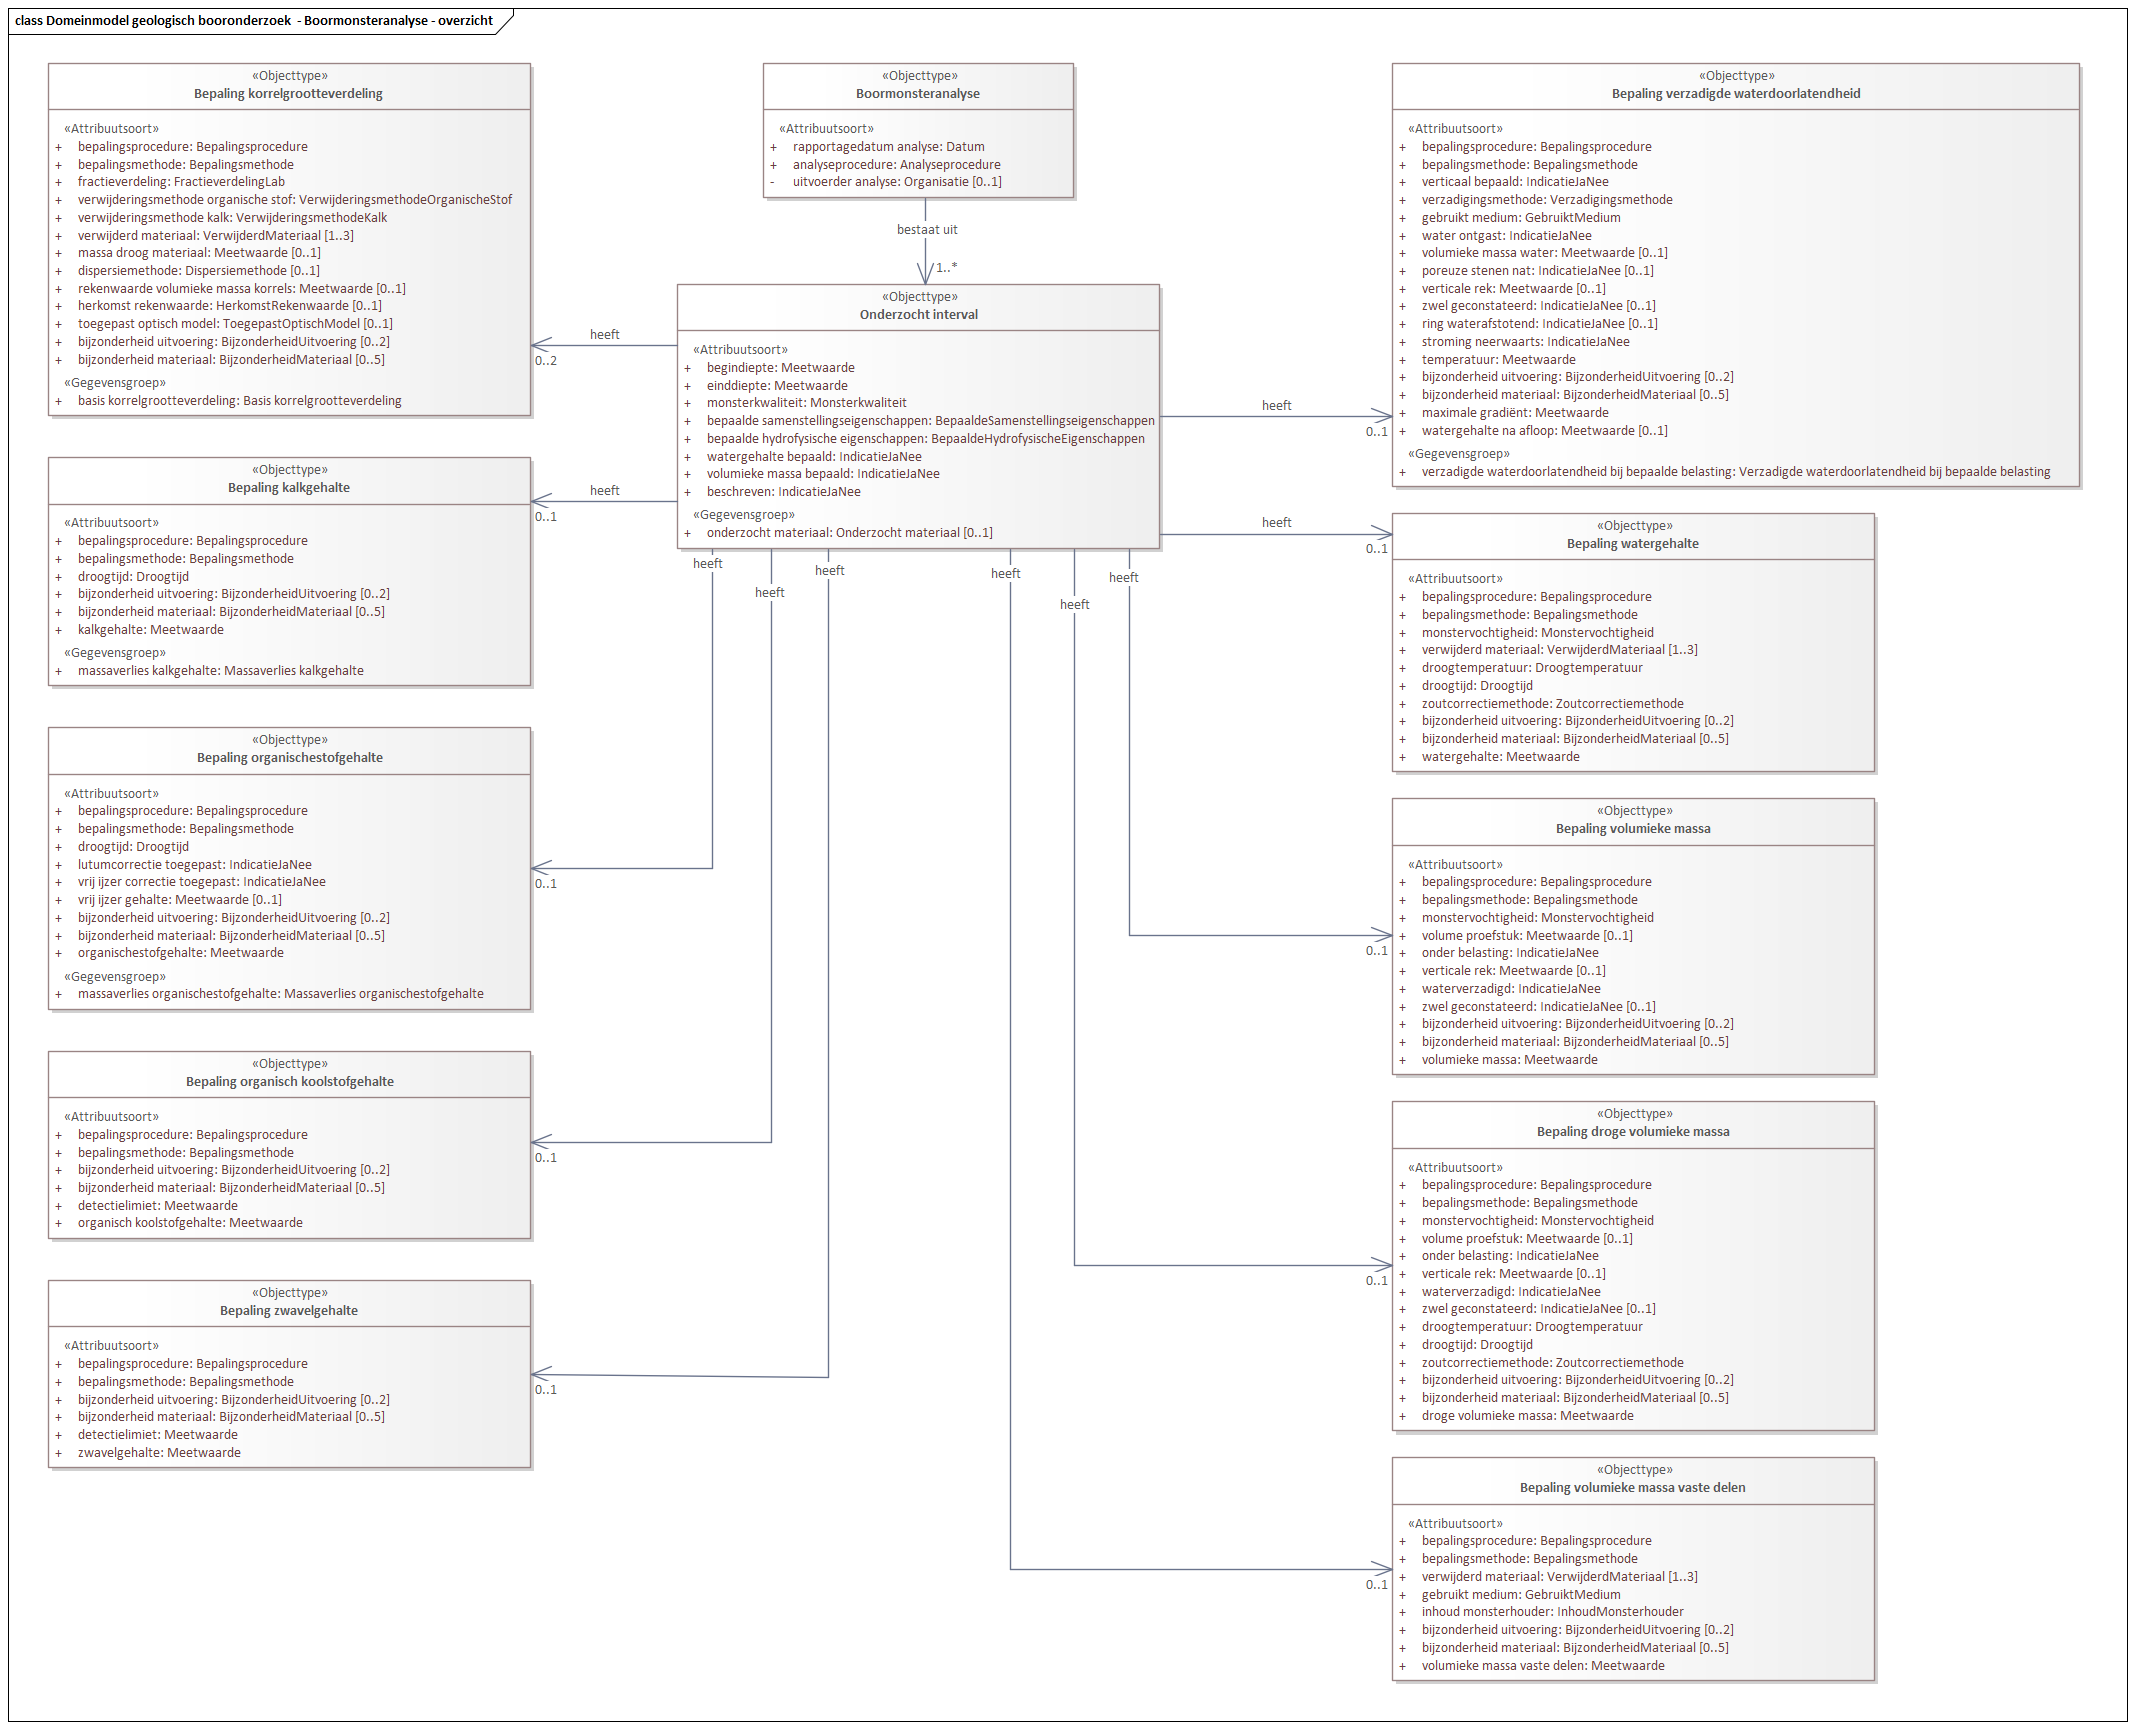 class Domeinmodel geologisch booronderzoek - Boormonsteranalyse - overzicht
«Objecttype»
Bepaling korrelgrootteverdeling
«Attribuutsoort»
+ bepalingsprocedure: Bepalingsprocedure
+ bepalingsmethode: Bepalingsmethode
+ fractieverdeling: FractieverdelingLab
+ verwijderingsmethode organische stof: VerwijderingsmethodeOrganischeStof
+ verwijderingsmethode kalk: VerwijderingsmethodeKalk
+ verwijderd materiaal: VerwijderdMateriaal [1..3]
+ massa droog materiaal: Meetwaarde [0..1]
+ dispersiemethode: Dispersiemethode [0..1]
+ rekenwaarde volumieke massa korrels: Meetwaarde [0..1]
+ herkomst rekenwaarde: HerkomstRekenwaarde [0..1]
+ toegepast optisch model: ToegepastOptischModel [0..1]
+ bijzonderheid uitvoering: BijzonderheidUitvoering [0..2]
+ bijzonderheid materiaal: BijzonderheidMateriaal [0..5]
«Gegevensgroep»
+ basis korrelgrootteverdeling: Basis korrelgrootteverdeling
«Objecttype»
Boormonsteranalyse
«Attribuutsoort»
+ rapportagedatum analyse: Datum
+ analyseprocedure: Analyseprocedure
- uitvoerder analyse: Organisatie [0..1]
bestaat uit
1..*
«Objecttype»
Onderzocht interval
«Attribuutsoort»
+ begindiepte: Meetwaarde
+ einddiepte: Meetwaarde
+ monsterkwaliteit: Monsterkwaliteit
+ bepaalde samenstellingseigenschappen: BepaaldeSamenstellingseigenschappen
+ bepaalde hydrofysische eigenschappen: BepaaldeHydrofysischeEigenschappen
+ watergehalte bepaald: IndicatieJaNee
+ volumieke massa bepaald: IndicatieJaNee
+ beschreven: IndicatieJaNee
«Gegevensgroep»
+ onderzocht materiaal: Onderzocht materiaal [0..1]
heeft
0..2
heeft
0..1
heeft
0..1
heeft
0..1
heeft
0..1
heeft
0..1
heeft
0..1
heeft
0..1
heeft
0..1
heeft
0..1
«Objecttype»
Bepaling verzadigde waterdoorlatendheid
«Attribuutsoort»
+ bepalingsprocedure: Bepalingsprocedure
+ bepalingsmethode: Bepalingsmethode
+ verticaal bepaald: IndicatieJaNee
+ verzadigingsmethode: Verzadigingsmethode
+ gebruikt medium: GebruiktMedium
+ water ontgast: IndicatieJaNee
+ volumieke massa water: Meetwaarde [0..1]
+ poreuze stenen nat: IndicatieJaNee [0..1]
+ verticale rek: Meetwaarde [0..1]
+ zwel geconstateerd: IndicatieJaNee [0..1]
+ ring waterafstotend: IndicatieJaNee [0..1]
+ stroming neerwaarts: IndicatieJaNee
+ temperatuur: Meetwaarde
+ bijzonderheid uitvoering: BijzonderheidUitvoering [0..2]
+ bijzonderheid materiaal: BijzonderheidMateriaal [0..5]
+ maximale gradiënt: Meetwaarde
+ watergehalte na afloop: Meetwaarde [0..1]
«Gegevensgroep»
+ verzadigde waterdoorlatendheid bij bepaalde belasting: Verzadigde waterdoorlatendheid bij bepaalde belasting
«Objecttype»
Bepaling kalkgehalte
«Attribuutsoort»
+ bepalingsprocedure: Bepalingsprocedure
+ bepalingsmethode: Bepalingsmethode
+ droogtijd: Droogtijd
+ bijzonderheid uitvoering: BijzonderheidUitvoering [0..2]
+ bijzonderheid materiaal: BijzonderheidMateriaal [0..5]
+ kalkgehalte: Meetwaarde
«Gegevensgroep»
+ massaverlies kalkgehalte: Massaverlies kalkgehalte
«Objecttype»
Bepaling watergehalte
«Attribuutsoort»
+ bepalingsprocedure: Bepalingsprocedure
+ bepalingsmethode: Bepalingsmethode
+ monstervochtigheid: Monstervochtigheid
+ verwijderd materiaal: VerwijderdMateriaal [1..3]
+ droogtemperatuur: Droogtemperatuur
+ droogtijd: Droogtijd
+ zoutcorrectiemethode: Zoutcorrectiemethode
+ bijzonderheid uitvoering: BijzonderheidUitvoering [0..2]
+ bijzonderheid materiaal: BijzonderheidMateriaal [0..5]
+ watergehalte: Meetwaarde
«Objecttype»
Bepaling organischestofgehalte
«Attribuutsoort»
+ bepalingsprocedure: Bepalingsprocedure
+ bepalingsmethode: Bepalingsmethode
+ droogtijd: Droogtijd
+ lutumcorrectie toegepast: IndicatieJaNee
+ vrij ijzer correctie toegepast: IndicatieJaNee
+ vrij ijzer gehalte: Meetwaarde [0..1]
+ bijzonderheid uitvoering: BijzonderheidUitvoering [0..2]
+ bijzonderheid materiaal: BijzonderheidMateriaal [0..5]
+ organischestofgehalte: Meetwaarde
«Gegevensgroep»
+ massaverlies organischestofgehalte: Massaverlies organischestofgehalte
«Objecttype»
Bepaling volumieke massa
«Attribuutsoort»
+ bepalingsprocedure: Bepalingsprocedure
+ bepalingsmethode: Bepalingsmethode
+ monstervochtigheid: Monstervochtigheid
+ volume proefstuk: Meetwaarde [0..1]
+ onder belasting: IndicatieJaNee
+ verticale rek: Meetwaarde [0..1]
+ waterverzadigd: IndicatieJaNee
+ zwel geconstateerd: IndicatieJaNee [0..1]
+ bijzonderheid uitvoering: BijzonderheidUitvoering [0..2]
+ bijzonderheid materiaal: BijzonderheidMateriaal [0..5]
+ volumieke massa: Meetwaarde
«Objecttype»
Bepaling organisch koolstofgehalte
«Attribuutsoort»
+ bepalingsprocedure: Bepalingsprocedure
+ bepalingsmethode: Bepalingsmethode
+ bijzonderheid uitvoering: BijzonderheidUitvoering [0..2]
+ bijzonderheid materiaal: BijzonderheidMateriaal [0..5]
+ detectielimiet: Meetwaarde
+ organisch koolstofgehalte: Meetwaarde
«Objecttype»
Bepaling droge volumieke massa
«Attribuutsoort»
+ bepalingsprocedure: Bepalingsprocedure
+ bepalingsmethode: Bepalingsmethode
+ monstervochtigheid: Monstervochtigheid
+ volume proefstuk: Meetwaarde [0..1]
+ onder belasting: IndicatieJaNee
+ verticale rek: Meetwaarde [0..1]
+ waterverzadigd: IndicatieJaNee
+ zwel geconstateerd: IndicatieJaNee [0..1]
+ droogtemperatuur: Droogtemperatuur
+ droogtijd: Droogtijd
+ zoutcorrectiemethode: Zoutcorrectiemethode
+ bijzonderheid uitvoering: BijzonderheidUitvoering [0..2]
+ bijzonderheid materiaal: BijzonderheidMateriaal [0..5]
+ droge volumieke massa: Meetwaarde
«Objecttype»
Bepaling zwavelgehalte
«Attribuutsoort»
+ bepalingsprocedure: Bepalingsprocedure
+ bepalingsmethode: Bepalingsmethode
+ bijzonderheid uitvoering: BijzonderheidUitvoering [0..2]
+ bijzonderheid materiaal: BijzonderheidMateriaal [0..5]
+ detectielimiet: Meetwaarde
+ zwavelgehalte: Meetwaarde
«Objecttype»
Bepaling volumieke massa vaste delen
«Attribuutsoort»
+ bepalingsprocedure: Bepalingsprocedure
+ bepalingsmethode: Bepalingsmethode
+ verwijderd materiaal: VerwijderdMateriaal [1..3]
+ gebruikt medium: GebruiktMedium
+ inhoud monsterhouder: InhoudMonsterhouder
+ bijzonderheid uitvoering: BijzonderheidUitvoering [0..2]
+ bijzonderheid materiaal: BijzonderheidMateriaal [0..5]
+ volumieke massa vaste delen: Meetwaarde